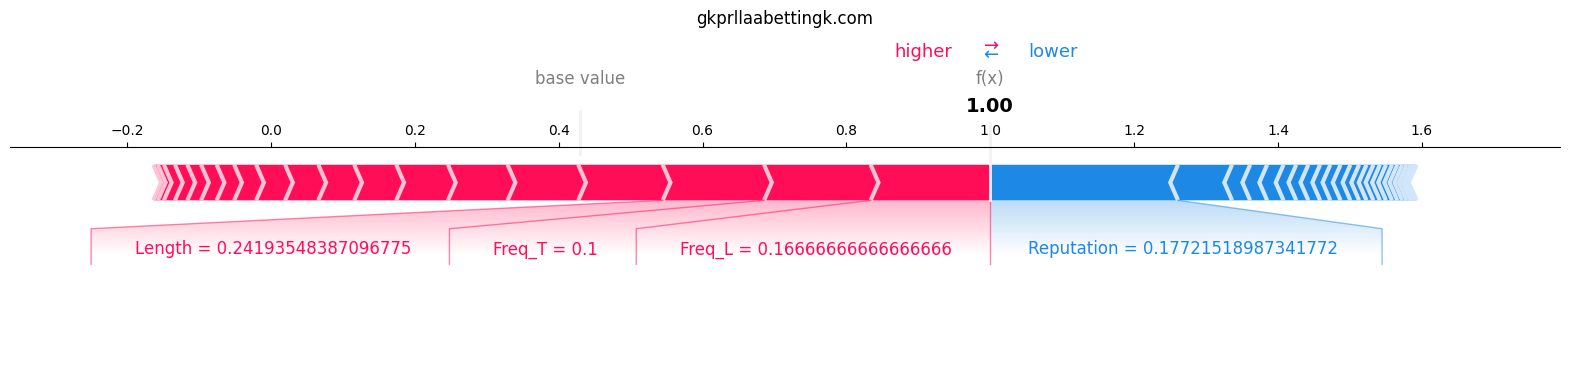 gkprllaabettingk.com
higher ⇄ lower
base value f(x)
1.00
−0.2 0.0 0.2 0.4 0.6 0.8 1.0 1.2 1.4 1.6
Length = 0.24193548387096775 Freq_T = 0.1 Freq_L = 0.16666666666666666 Reputation = 0.17721518987341772